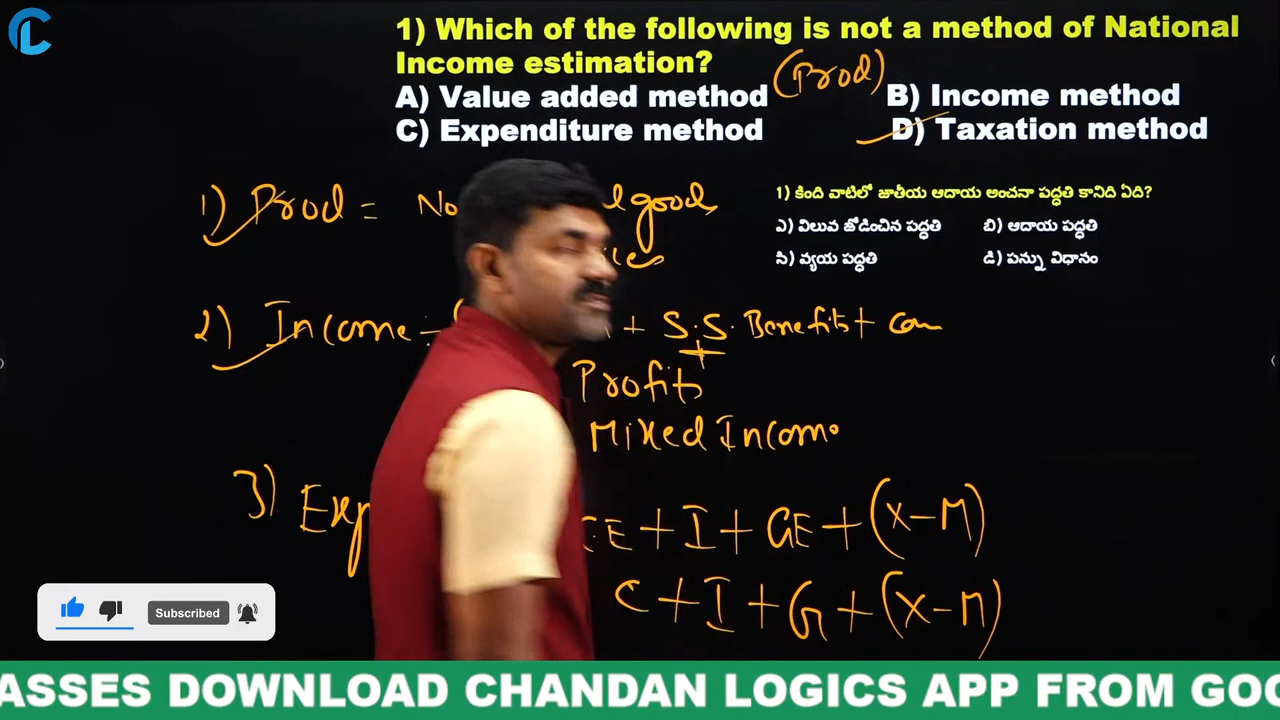 1) Which of the following is not a method of National
Income estimation?
A) Value added method (Prod) B) Income method
C) Expenditure method D) Taxation method
1) కింది వాటిలో జాతీయ ఆదాయ అంచనా పద్ధతి కానిది ఏది?
ఎ) విలువ జోడించిన పద్ధతి బి) ఆదాయ పద్ధతి
సి) వ్యయ పద్ధతి డి) పన్ను విధానం
1) Prod = No l goods
2) Income + S.S. Benefits +
+
Profits
Mixed Income
3) Exp E + I + GE + (X-M)
C + I + G + (X-M)
Subscribed
ASSES DOWNLOAD CHANDAN LOGICS APP FROM GOO